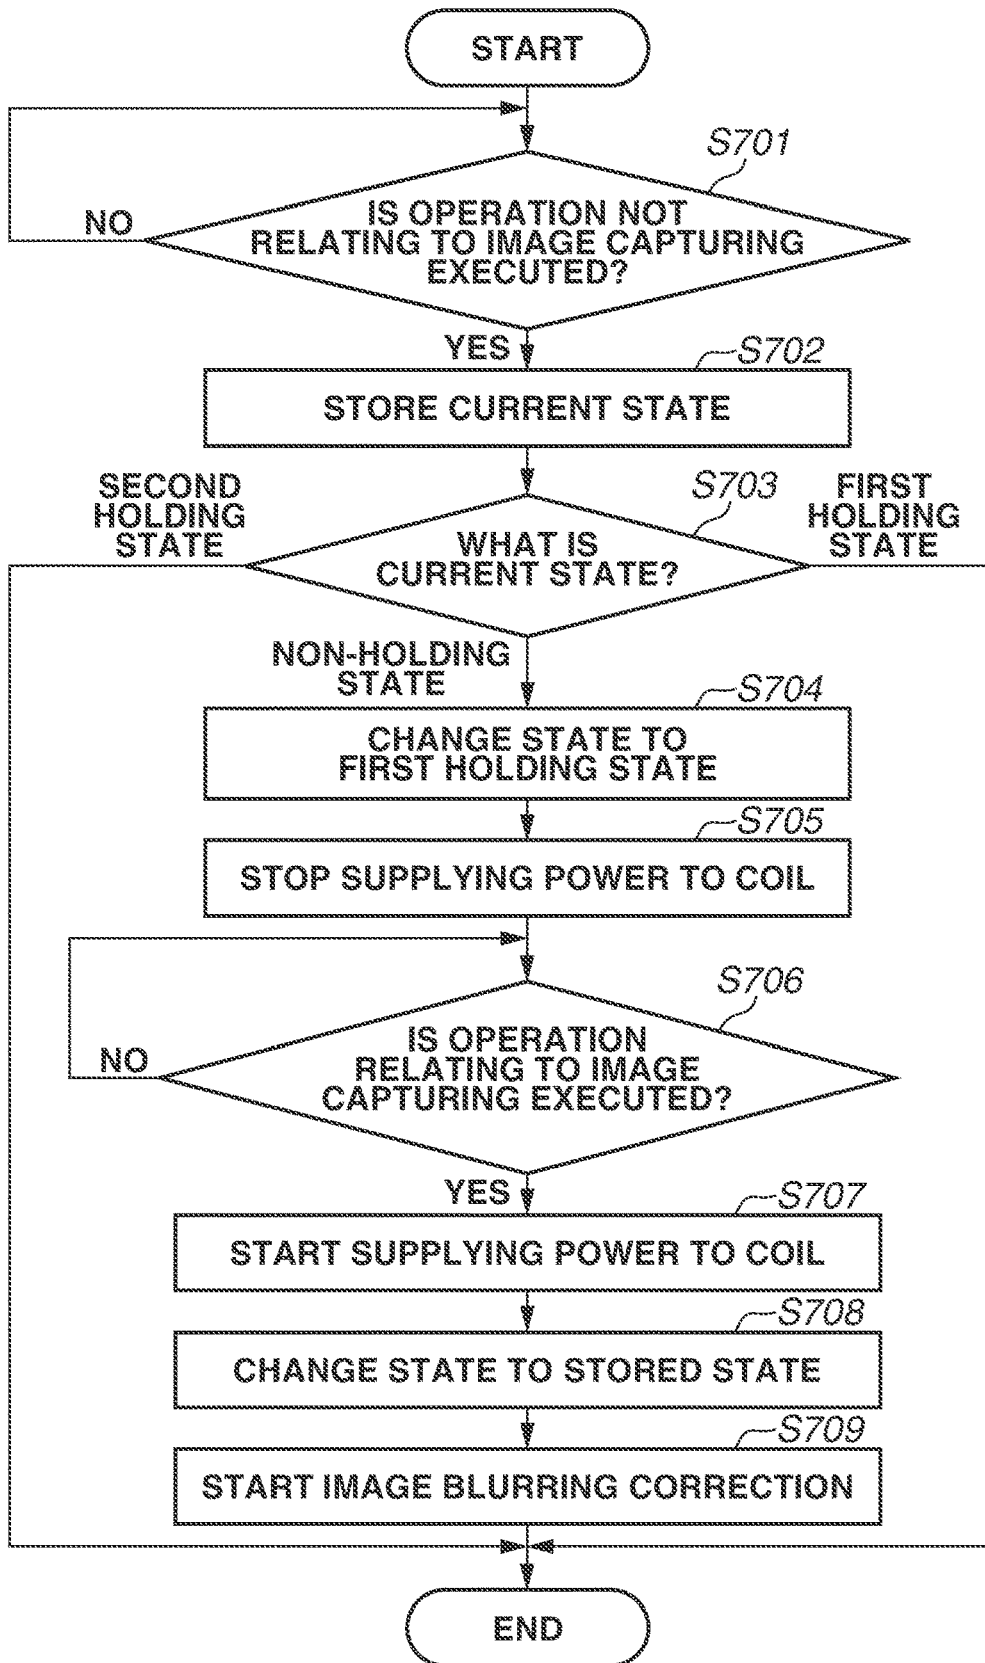 START
S701
IS OPERATION NOT
RELATING TO IMAGE CAPTURING
EXECUTED?
NO
YES
S702
STORE CURRENT STATE
SECOND
HOLDING
STATE
S703
FIRST
HOLDING
STATE
WHAT IS
CURRENT STATE?
NON-HOLDING
STATE
S704
CHANGE STATE TO
FIRST HOLDING STATE
S705
STOP SUPPLYING POWER TO COIL
S706
IS OPERATION
RELATING TO IMAGE
CAPTURING EXECUTED?
NO
YES
S707
START SUPPLYING POWER TO COIL
S708
CHANGE STATE TO STORED STATE
S709
START IMAGE BLURRING CORRECTION
END